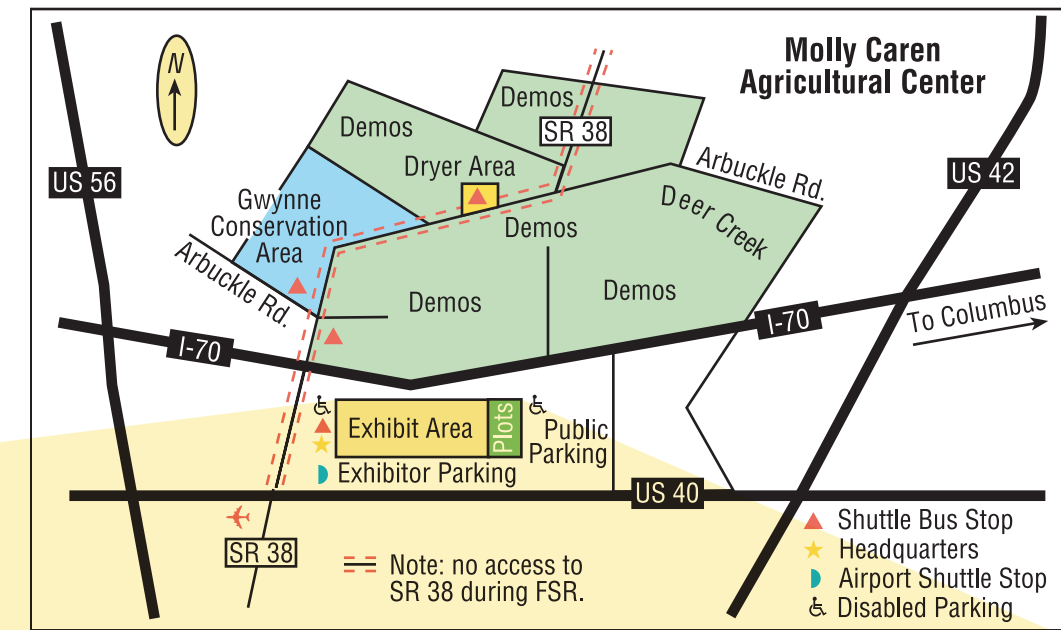 Molly Caren
Agricultural Center
N
Demos
Demos
SR 38
Dryer Area
Arbuckle Rd.
US 56
US 42
Gwynne
Conservation
Area
Deer Creek
Demos
Arbuckle Rd.
Demos
Demos
I-70
I-70
To Columbus
Exhibit Area
Plots
Public
Parking
Exhibitor Parking
US 40
SR 38
Note: no access to
SR 38 during FSR.
Shuttle Bus Stop
Headquarters
Airport Shuttle Stop
Disabled Parking